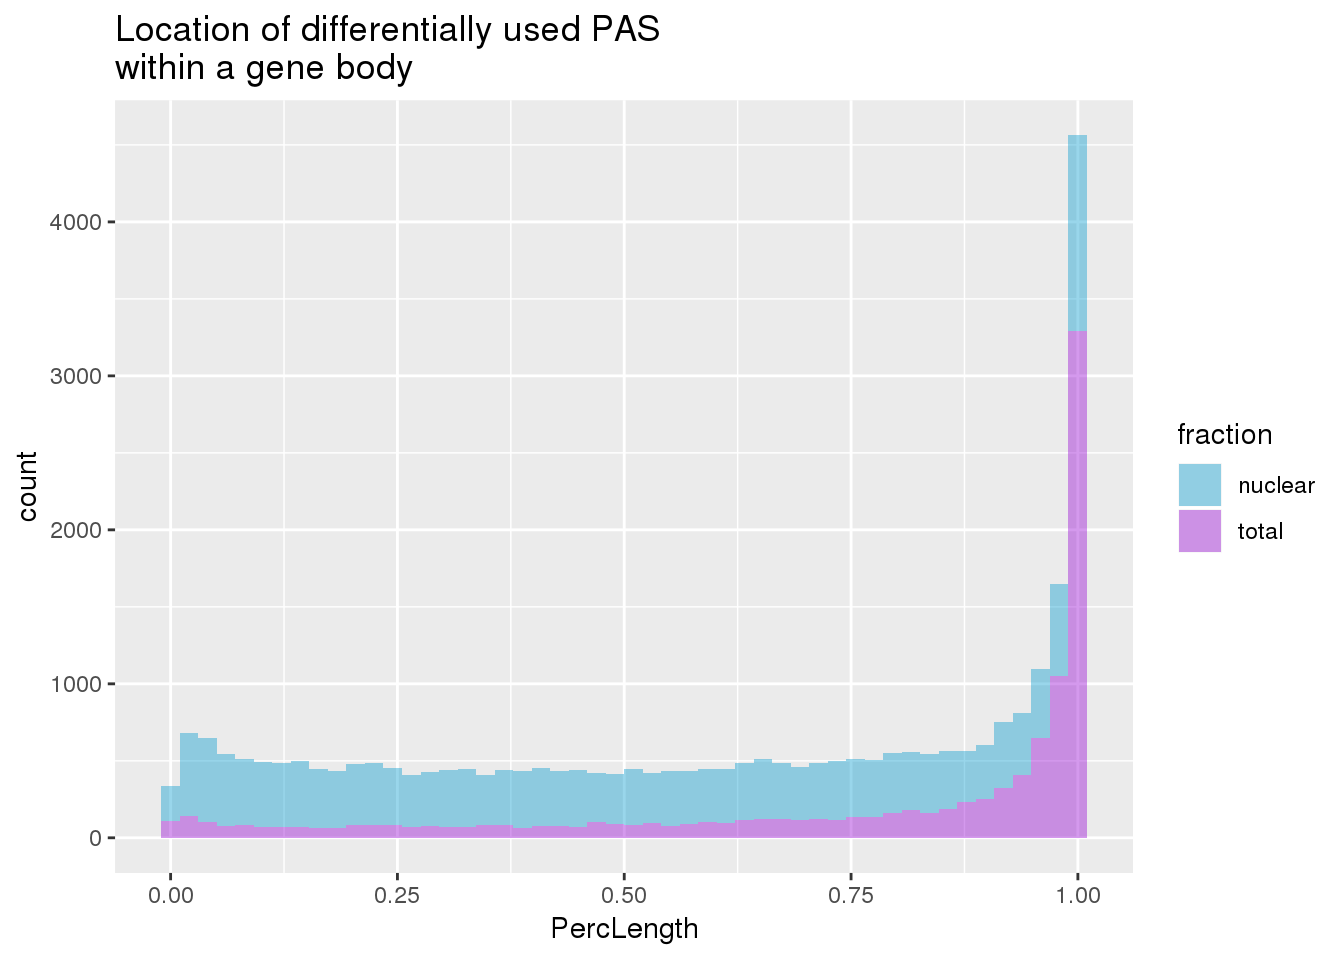 Location of differentially used PAS
within a gene body
count
4000
3000
2000
1000
0
0.00 0.25 0.50 0.75 1.00
PercLength
fraction
nuclear
total